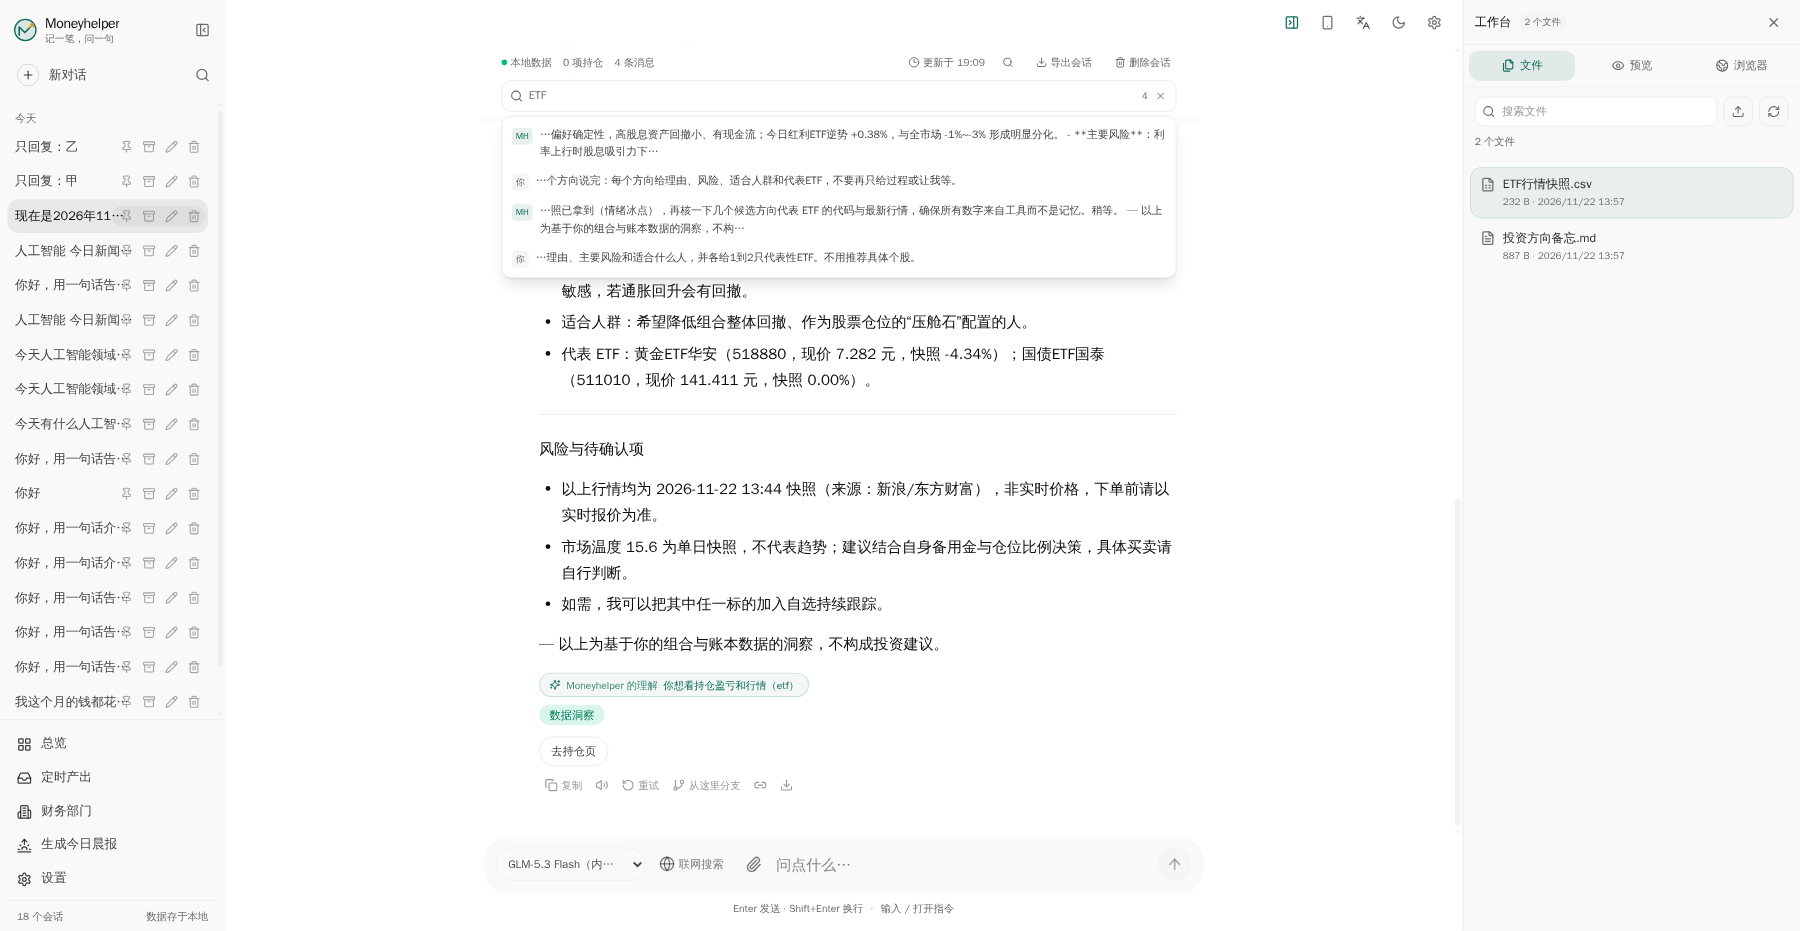 Moneyhelper
记一笔，问一句
新对话
今天
只回复：乙
只回复：甲
现在是2026年11…
人工智能 今日新闻…
你好，用一句话告…
人工智能 今日新闻…
今天人工智能领域…
今天人工智能领域…
今天有什么人工智…
你好，用一句话告…
你好
你好，用一句话介…
你好，用一句话介…
你好，用一句话告…
你好，用一句话告…
你好，用一句话告…
我这个月的钱都花…
总览
定时产出
财务部门
生成今日晨报
设置
18 个会话 数据存于本地
本地数据 0 项持仓 4 条消息 更新于 19:09 导出会话 删除会话
ETF 4
MH …偏好确定性，高股息资产回撤小、有现金流；今日红利ETF逆势 +0.38%，与全市场 -1%~-3% 形成明显分化。 - **主要风险**：利
率上行时股息吸引力下…
你 …个方向说完：每个方向给理由、风险、适合人群和代表ETF，不要再只给过程或让我等。
MH …照已拿到（情绪冰点），再核一下几个候选方向代表 ETF 的代码与最新行情，确保所有数字来自工具而不是记忆。稍等。 — 以上
为基于你的组合与账本数据的洞察，不构…
你 …理由、主要风险和适合什么人，并各给1到2只代表性ETF。不用推荐具体个股。
敏感，若通胀回升会有回撤。
• 适合人群：希望降低组合整体回撤、作为股票仓位的“压舱石”配置的人。
• 代表 ETF：黄金ETF华安（518880，现价 7.282 元，快照 -4.34%）；国债ETF国泰
（511010，现价 141.411 元，快照 0.00%）。
风险与待确认项
• 以上行情均为 2026-11-22 13:44 快照（来源：新浪/东方财富），非实时价格，下单前请以
实时报价为准。
• 市场温度 15.6 为单日快照，不代表趋势；建议结合自身备用金与仓位比例决策，具体买卖请
自行判断。
• 如需，我可以把其中任一标的加入自选持续跟踪。
— 以上为基于你的组合与账本数据的洞察，不构成投资建议。
Moneyhelper 的理解 你想看持仓盈亏和行情（etf）
数据洞察
去持仓页
复制 重试 从这里分支
GLM-5.3 Flash（内… 联网搜索 问点什么…
Enter 发送 · Shift+Enter 换行 · 输入 / 打开指令
工作台 2 个文件
文件 预览 浏览器
搜索文件
2 个文件
ETF行情快照.csv
232 B · 2026/11/22 13:57
投资方向备忘.md
887 B · 2026/11/22 13:57